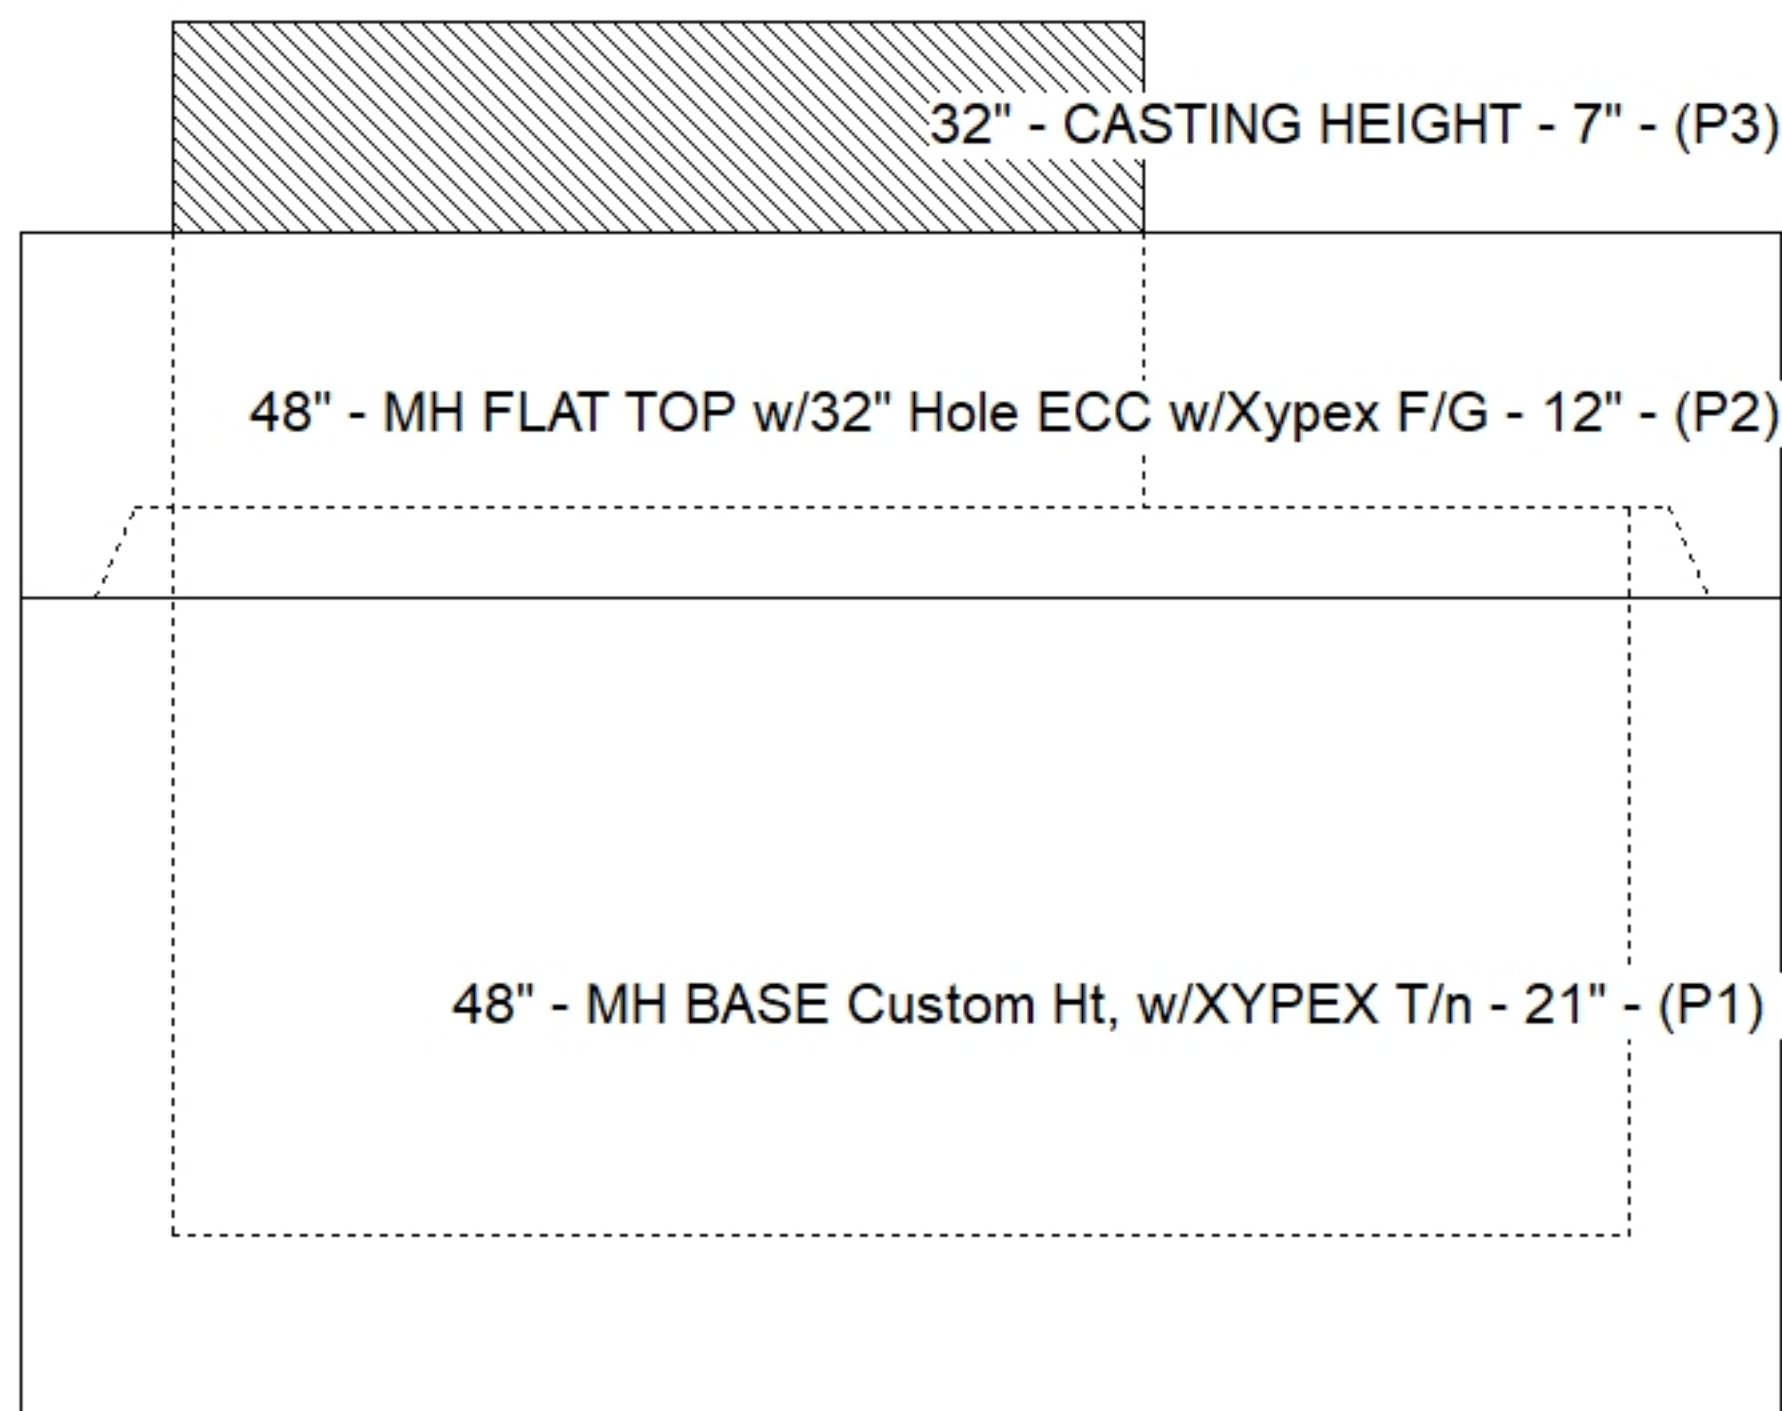 32" - CASTING HEIGHT - 7" - (P3)
48" - MH FLAT TOP w/32" Hole ECC w/Xypex F/G - 12" - (P2)
48" - MH BASE Custom Ht, w/XYPEX T/n - 21" - (P1)